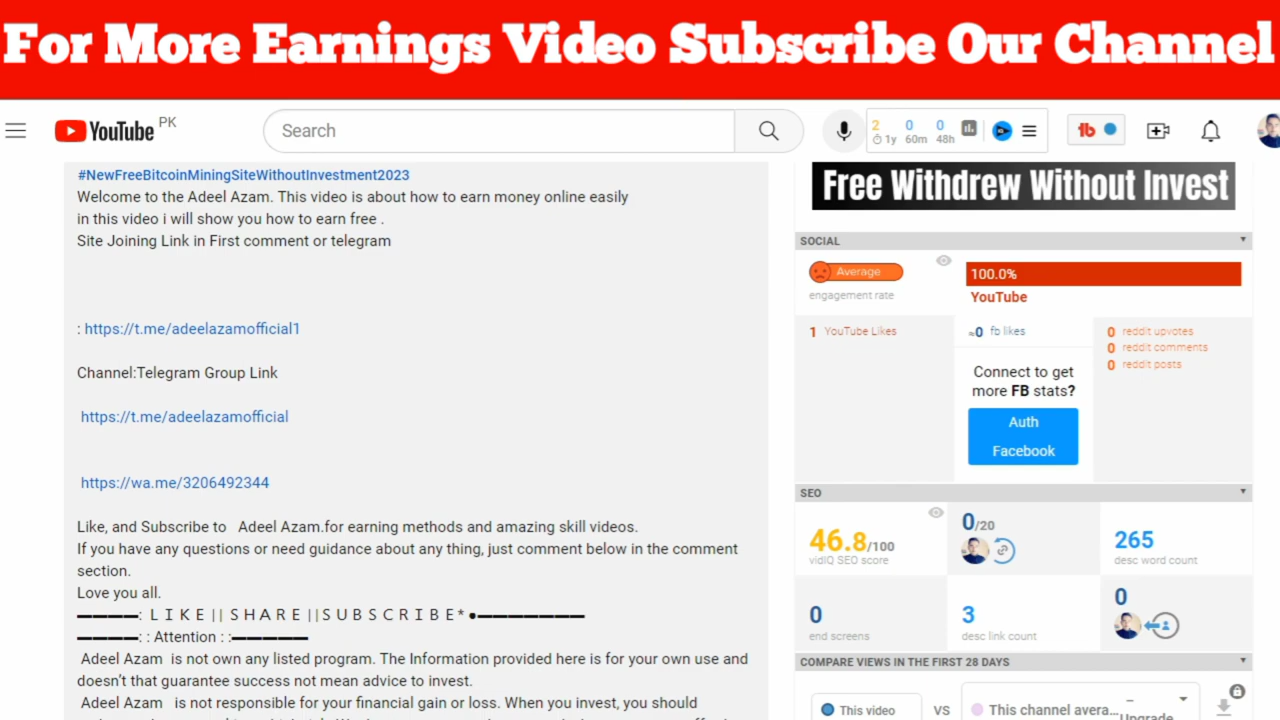 For More Earnings Video Subscribe Our Channel
YouTube PK
Search
2 0 0
1y 60m 48h
#NewFreeBitcoinMiningSiteWithoutInvestment2023
Welcome to the Adeel Azam. This video is about how to earn money online easily
in this video i will show you how to earn free .
Site Joining Link in First comment or telegram
: https://t.me/adeelazamofficial1
Channel:Telegram Group Link
https://t.me/adeelazamofficial
https://wa.me/3206492344
Like, and Subscribe to Adeel Azam.for earning methods and amazing skill videos.
If you have any questions or need guidance about any thing, just comment below in the comment
section.
Love you all.
▬▬▬▬▬: L I K E || S H A R E || S U B S C R I B E* ●▬▬▬▬▬▬▬
▬▬▬▬▬: : Attention : :▬▬▬▬▬
Adeel Azam is not own any listed program. The Information provided here is for your own use and
doesn't that guarantee success not mean advice to invest.
Adeel Azam is not responsible for your financial gain or loss. When you invest, you should
Free Withdrew Without Invest
SOCIAL
Average
engagement rate
100.0%
YouTube
1 YouTube Likes
≈0 fb likes
Connect to get
more FB stats?
Auth
Facebook
0 reddit upvotes
0 reddit comments
0 reddit posts
SEO
46.8/100
vidIQ SEO score
0/20
265
desc word count
0
end screens
3
desc link count
0
COMPARE VIEWS IN THE FIRST 28 DAYS
This video
VS
This channel avera...
Upgrade